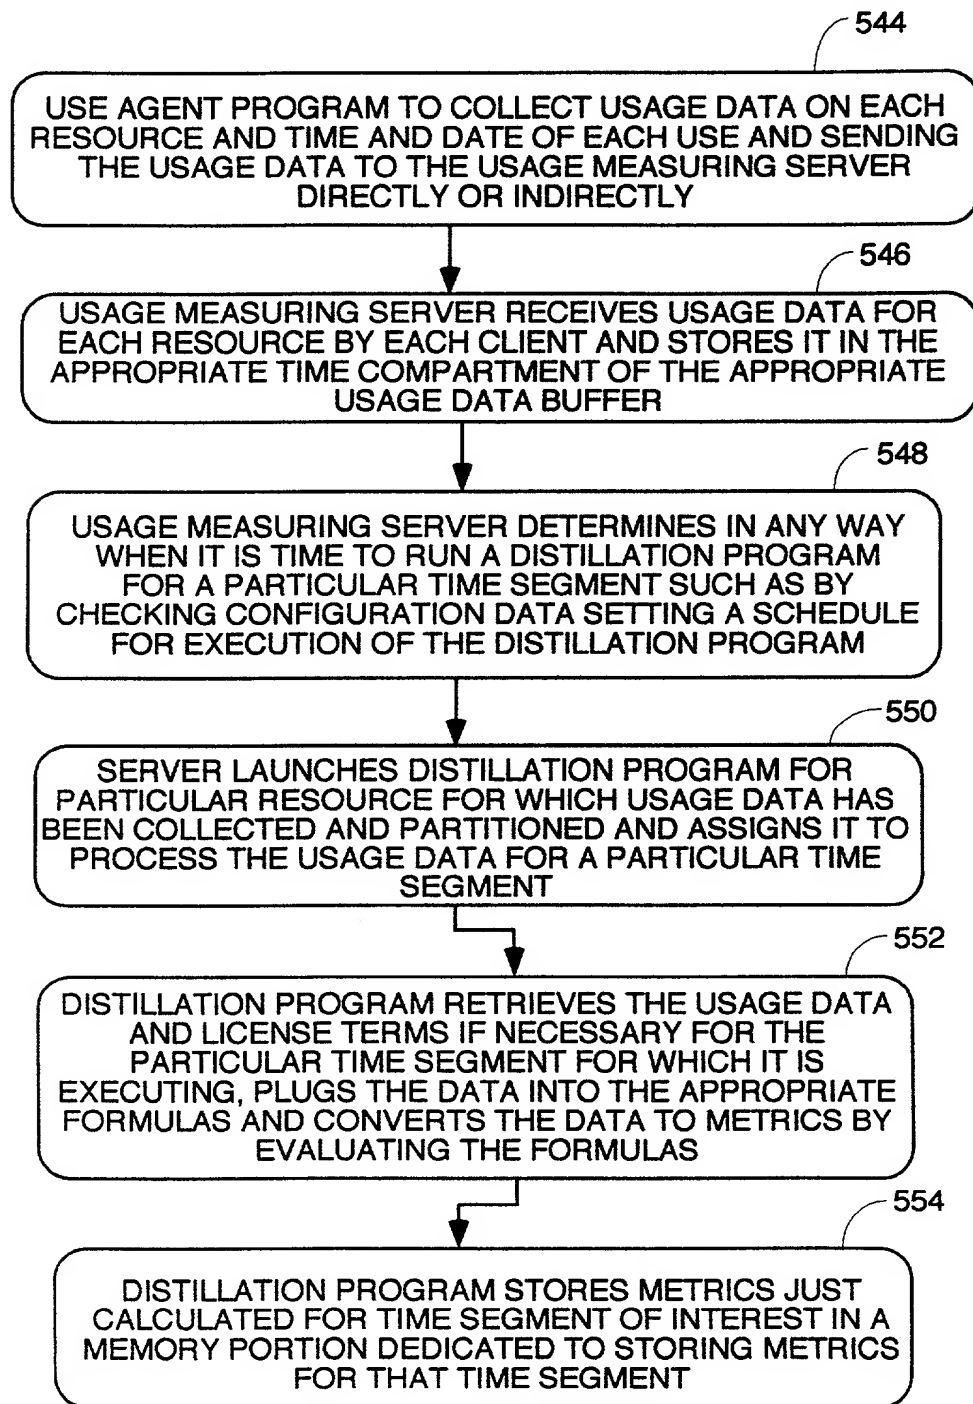 544
USE AGENT PROGRAM TO COLLECT USAGE DATA ON EACH
RESOURCE AND TIME AND DATE OF EACH USE AND SENDING
THE USAGE DATA TO THE USAGE MEASURING SERVER
DIRECTLY OR INDIRECTLY
546
USAGE MEASURING SERVER RECEIVES USAGE DATA FOR
EACH RESOURCE BY EACH CLIENT AND STORES IT IN THE
APPROPRIATE TIME COMPARTMENT OF THE APPROPRIATE
USAGE DATA BUFFER
548
USAGE MEASURING SERVER DETERMINES IN ANY WAY
WHEN IT IS TIME TO RUN A DISTILLATION PROGRAM
FOR A PARTICULAR TIME SEGMENT SUCH AS BY
CHECKING CONFIGURATION DATA SETTING A SCHEDULE
FOR EXECUTION OF THE DISTILLATION PROGRAM
550
SERVER LAUNCHES DISTILLATION PROGRAM FOR
PARTICULAR RESOURCE FOR WHICH USAGE DATA HAS
BEEN COLLECTED AND PARTITIONED AND ASSIGNS IT TO
PROCESS THE USAGE DATA FOR A PARTICULAR TIME
SEGMENT
552
DISTILLATION PROGRAM RETRIEVES THE USAGE DATA
AND LICENSE TERMS IF NECESSARY FOR THE
PARTICULAR TIME SEGMENT FOR WHICH IT IS
EXECUTING, PLUGS THE DATA INTO THE APPROPRIATE
FORMULAS AND CONVERTS THE DATA TO METRICS BY
EVALUATING THE FORMULAS
554
DISTILLATION PROGRAM STORES METRICS JUST
CALCULATED FOR TIME SEGMENT OF INTEREST IN A
MEMORY PORTION DEDICATED TO STORING METRICS
FOR THAT TIME SEGMENT